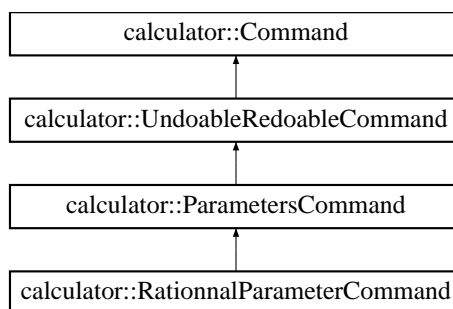 calculator::Command
calculator::UndoableRedoableCommand
calculator::ParametersCommand
calculator::RationnalParameterCommand